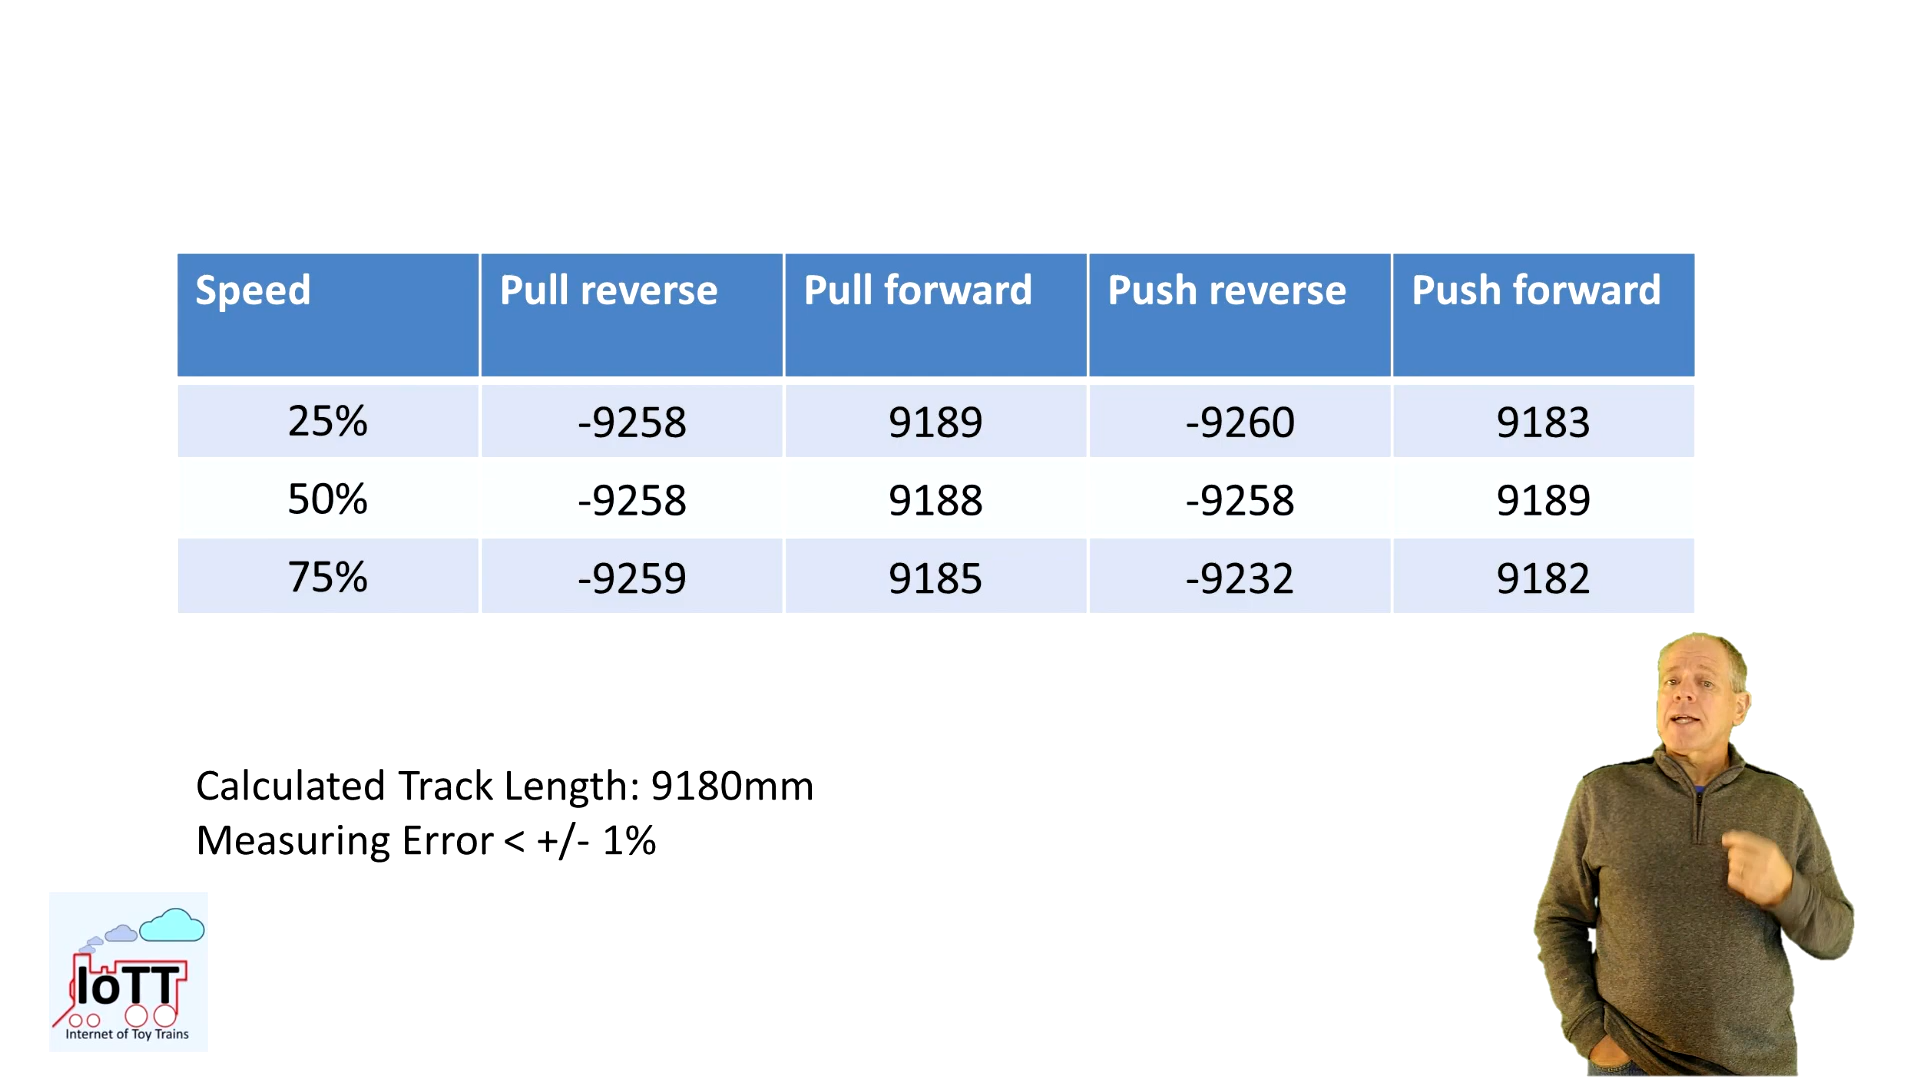 Speed Pull reverse Pull forward Push reverse Push forward
25% -9258 9189 -9260 9183
50% -9258 9188 -9258 9189
75% -9259 9185 -9232 9182
Calculated Track Length: 9180mm
Measuring Error < +/- 1%
IoTT
Internet of Toy Trains